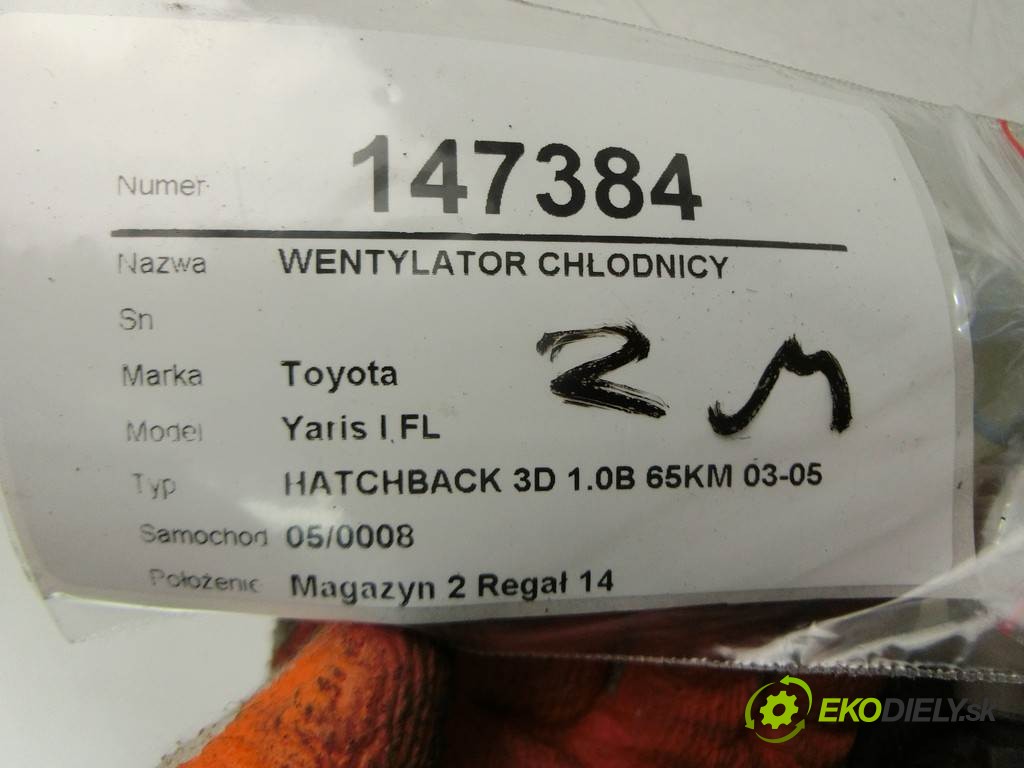 Numer 147384
Nazwa WENTYLATOR CHŁODNICY
Sn
Marka Toyota
Model Yaris I FL
Typ HATCHBACK 3D 1.0B 65KM 03-05
Samochod 05/0008
Położenie Magazyn 2 Regał 14
EKODIELY.sk